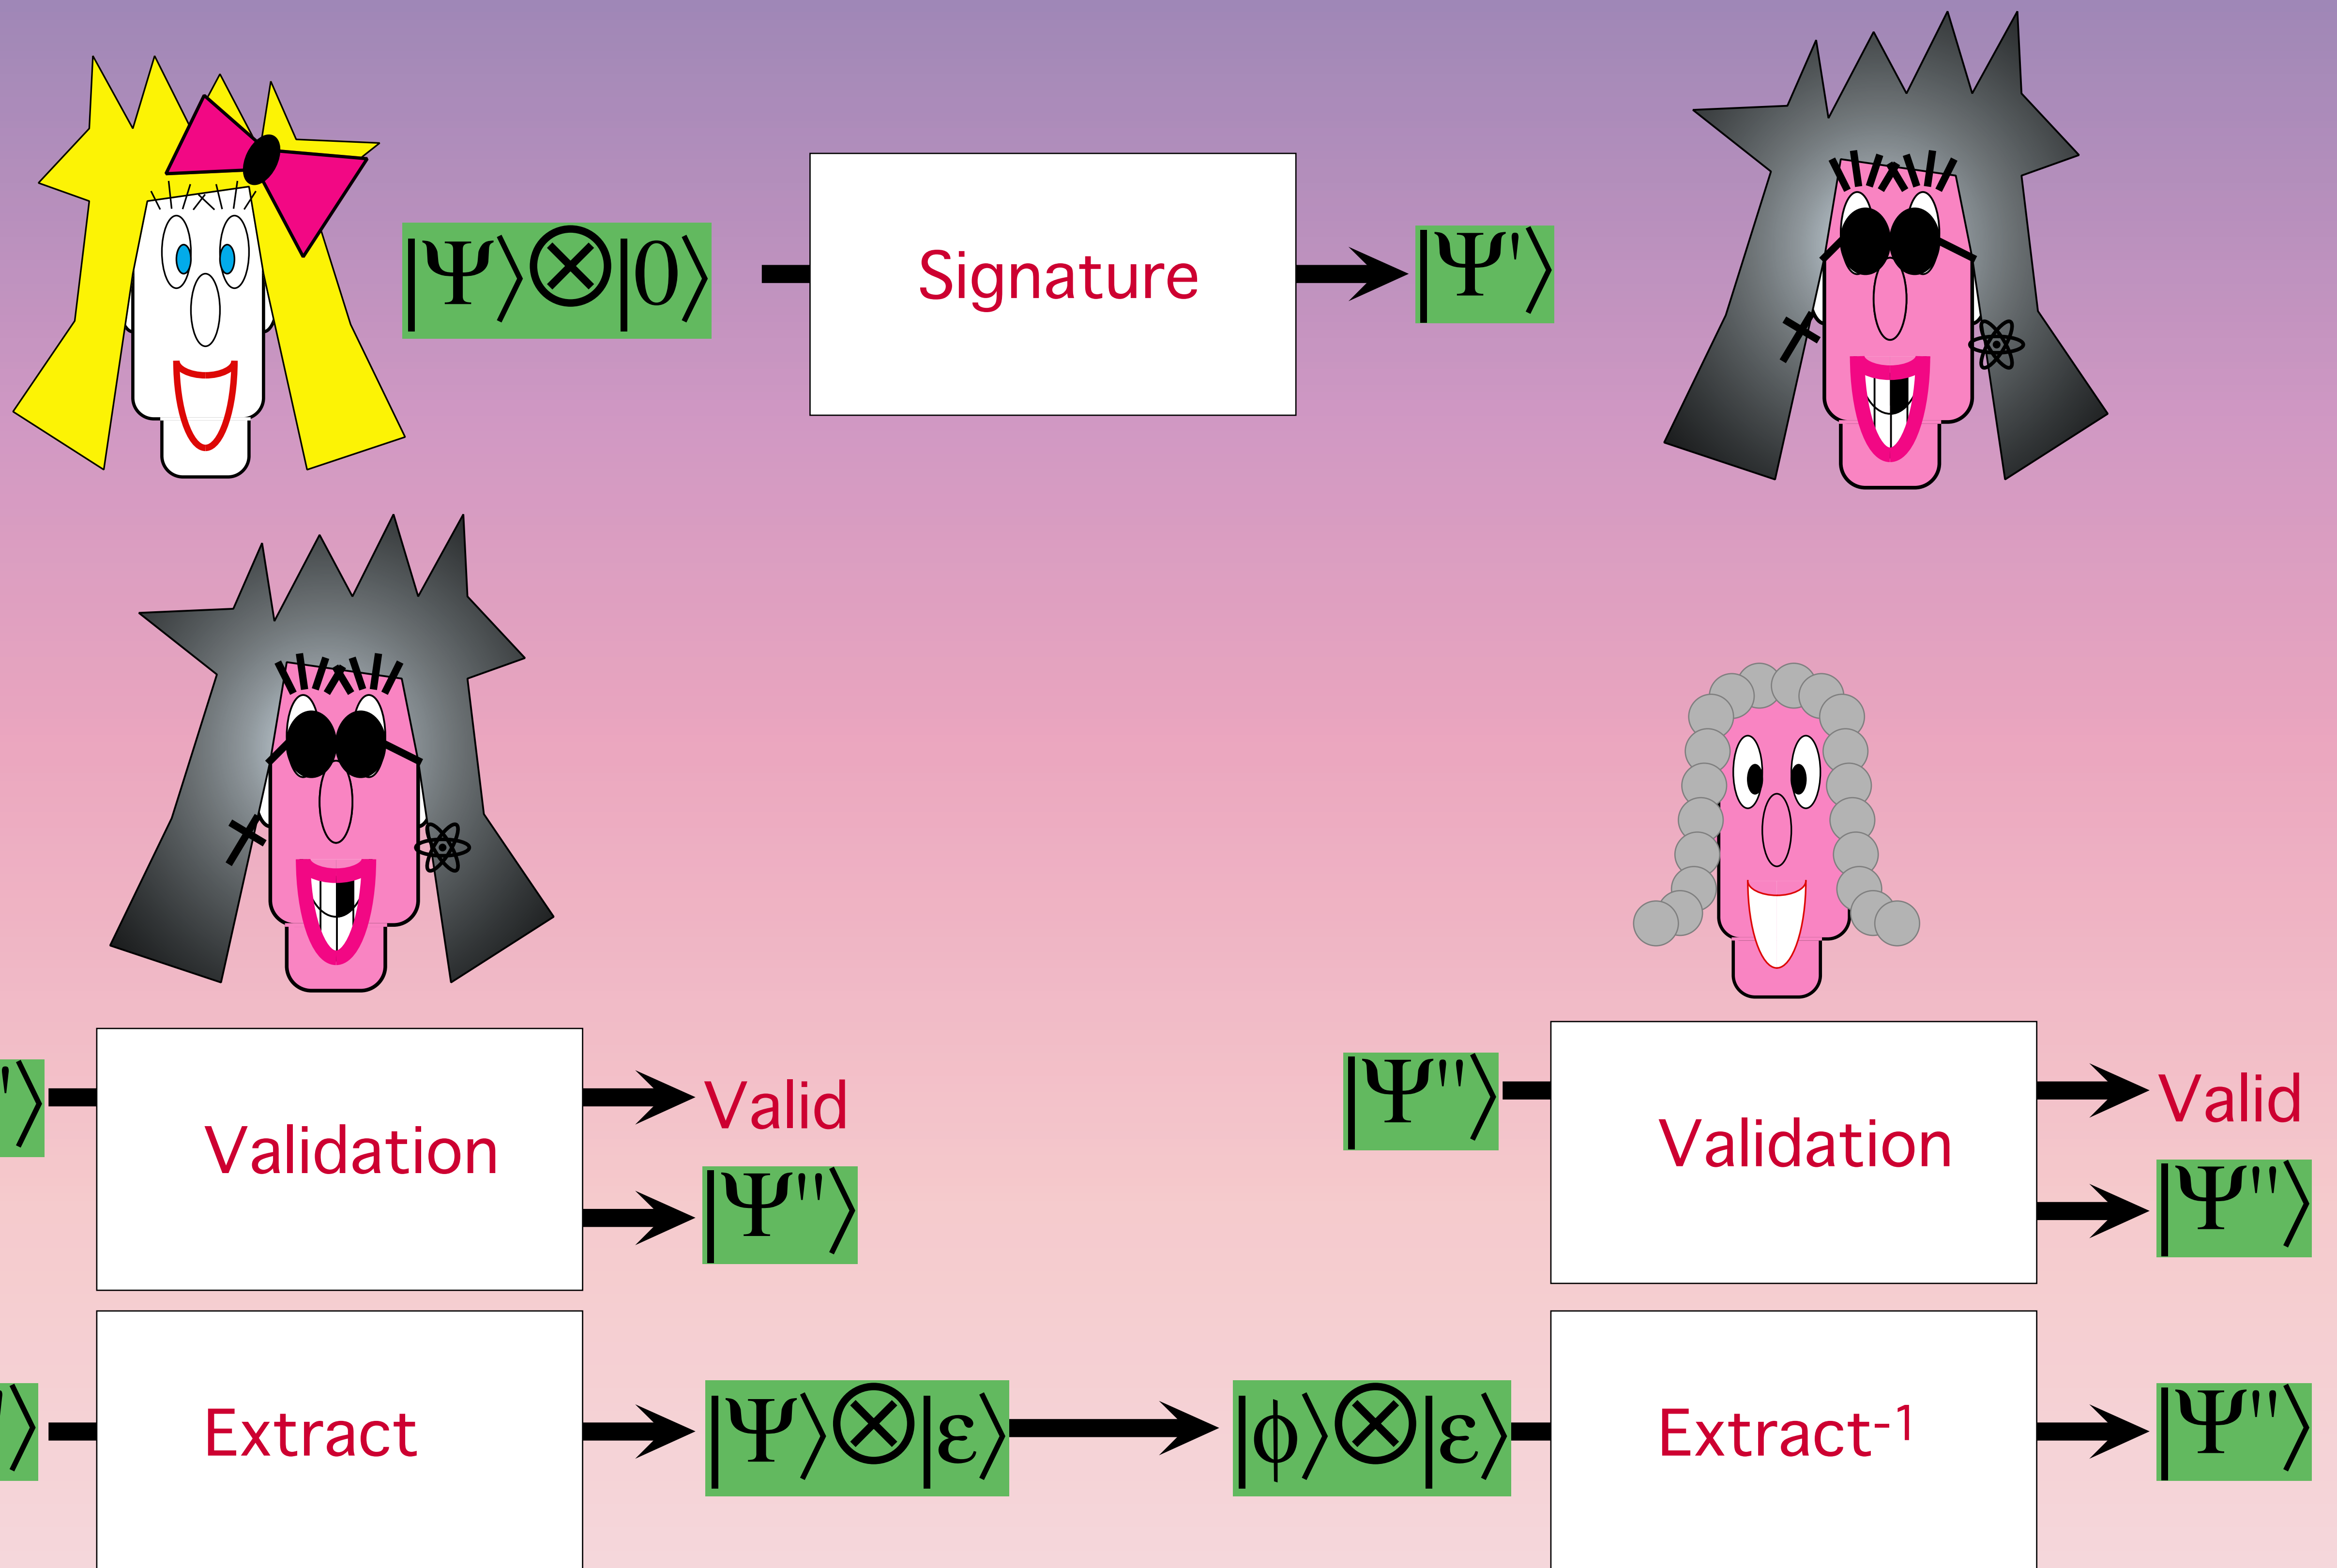 |Ψ⟩⊗|0⟩ Signature |Ψ'⟩
Valid |Ψ''⟩ Valid
Validation Validation
|Ψ''⟩ |Ψ''⟩
Extract |Ψ⟩⊗|ε⟩ |ϕ⟩⊗|ε⟩ Extract⁻¹ |Ψ''⟩